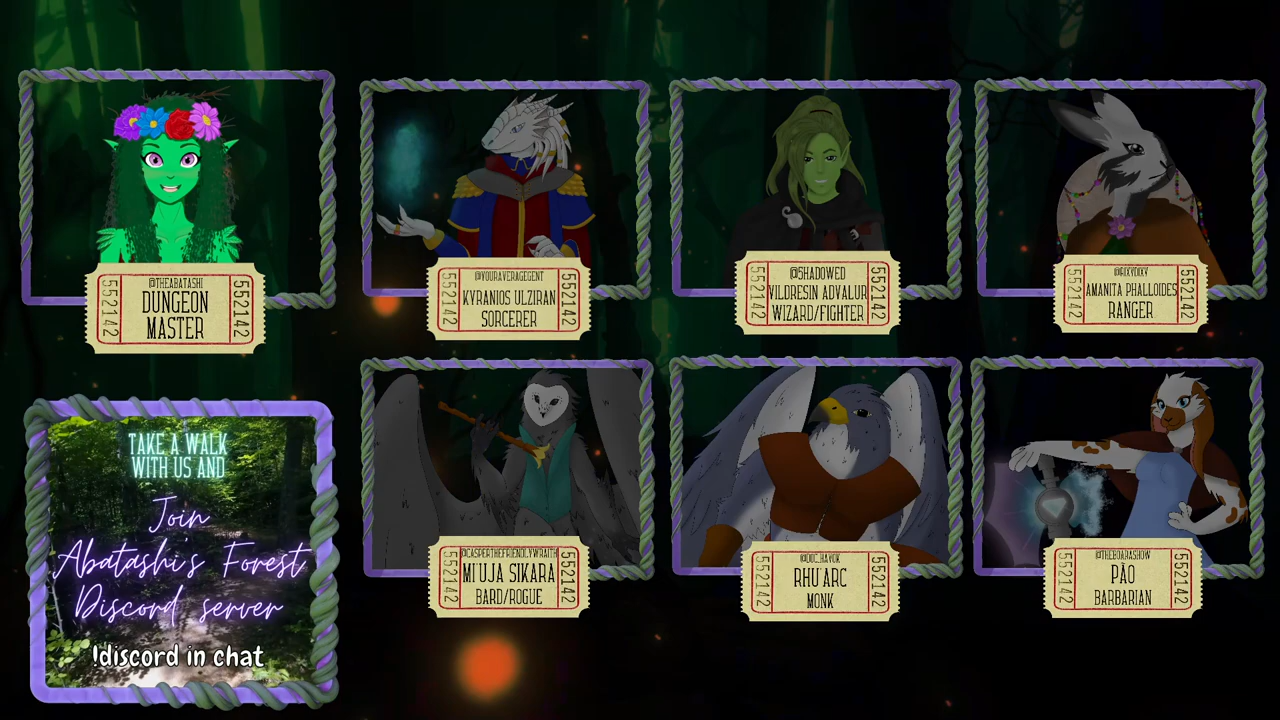 @THEABATASHI
DUNGEON
MASTER
552142
552142
@YOURAVERAGEGENT
KYRANIOS ULZIRAN
SORCERER
552142
552142
@SHADOWED
VILDRESIN ADVALUR
WIZARD/FIGHTER
552142
552142
AMANITA PHALLOIDES
RANGER
552142
552142
TAKE A WALK
WITH US AND
Join
Abatashi's Forest
Discord server
!discord in chat
@CASPERTHEFRIENDLYWRAITH
MI'UJA SIKARA
BARD/ROGUE
552142
552142
@DOC_HAVOK
RHU'ARC
MONK
552142
552142
@THEBOABASHOW
PÃO
BARBARIAN
552142
552142